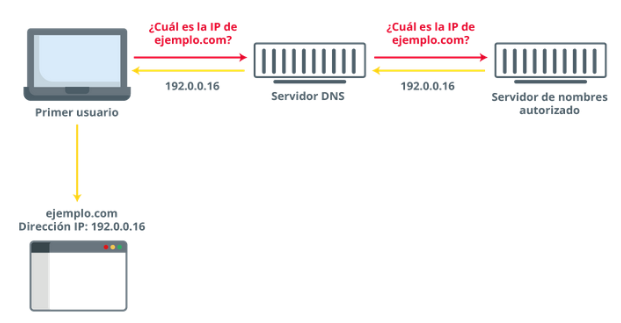 ¿Cuál es la IP de
ejemplo.com?
¿Cuál es la IP de
ejemplo.com?
192.0.0.16
192.0.0.16
Primer usuario
Servidor DNS
Servidor de nombres
autorizado
ejemplo.com
Dirección IP: 192.0.0.16